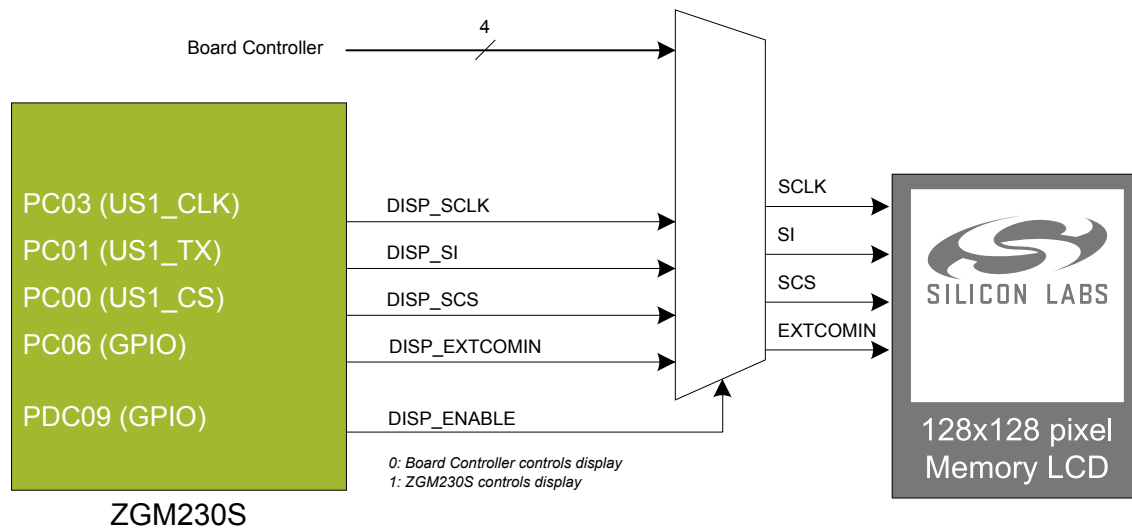 4
Board Controller
PC03 (US1_CLK)
DISP_SCLK
SCLK
PC01 (US1_TX)
DISP_SI
SI
PC00 (US1_CS)
DISP_SCS
SCS
PC06 (GPIO)
DISP_EXTCOMIN
EXTCOMIN
PDC09 (GPIO)
DISP_ENABLE
0: Board Controller controls display
1: ZGM230S controls display
ZGM230S
SILICON LABS
128x128 pixel
Memory LCD